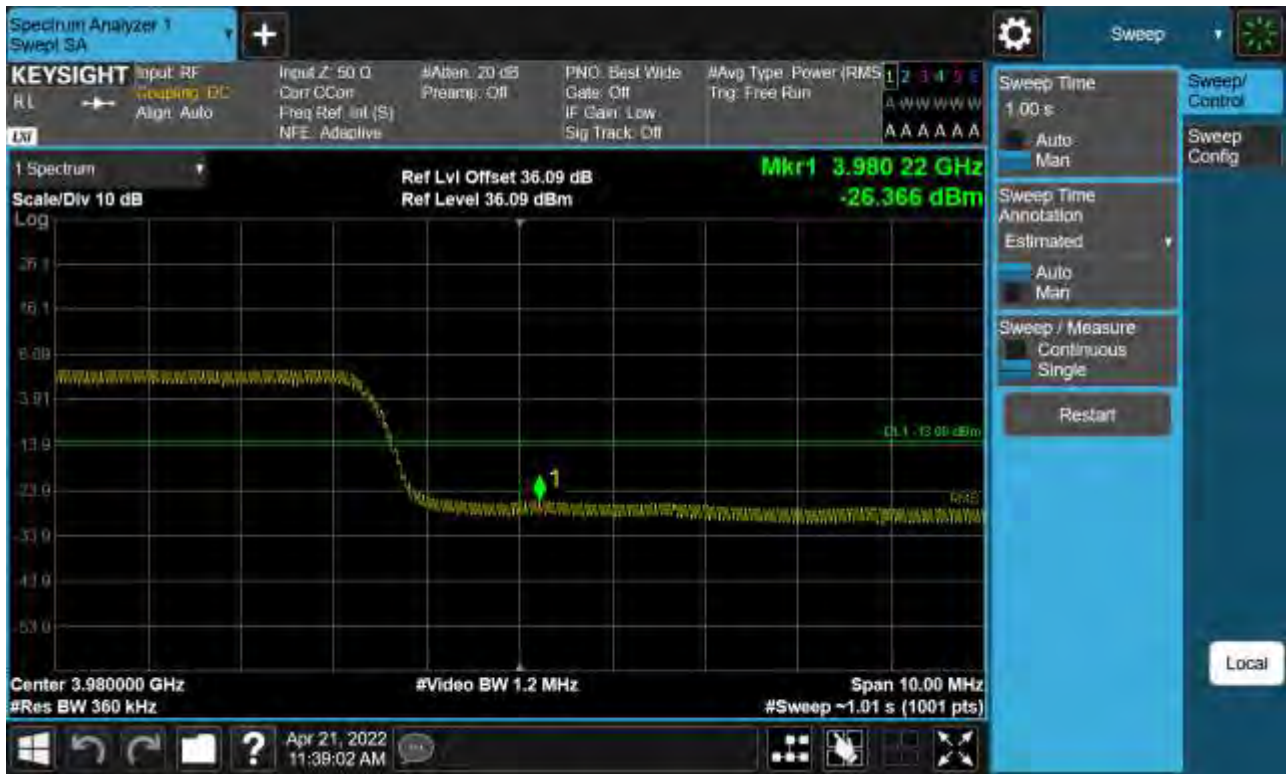 Spectrum Analyzer 1
Swept SA
+
Sweep
KEYSIGHT
Input: RF
Coupling: DC
Align: Auto
Input Z: 50 Ω
Corr CCorr
Freq Ref: Int (S)
NFE: Adaptive
#Atten: 20 dB
Preamp: Off
PNO: Best Wide
Gate: Off
IF Gain: Low
Sig Track: Off
#Avg Type: Power (RMS
Trig: Free Run
1 2 3 4 5 6
A W W W W W
A A A A A A
R L
LXI
1 Spectrum
Scale/Div 10 dB
Log
Ref Lvl Offset 36.09 dB
Ref Level 36.09 dBm
Mkr1 3.980 22 GHz
-26.366 dBm
26.1
16.1
6.09
-3.91
-13.9
-23.9
-33.9
-43.9
-53.9
DL1 -13.00 dBm
1
RMS
Center 3.980000 GHz
#Res BW 360 kHz
#Video BW 1.2 MHz
Span 10.00 MHz
#Sweep ~1.01 s (1001 pts)
Sweep Time
1.00 s
Auto
Man
Sweep Time
Annotation
Estimated
Auto
Man
Sweep / Measure
Continuous
Single
Restart
Sweep/
Control
Sweep
Config
Local
?
Apr 21, 2022
11:39:02 AM